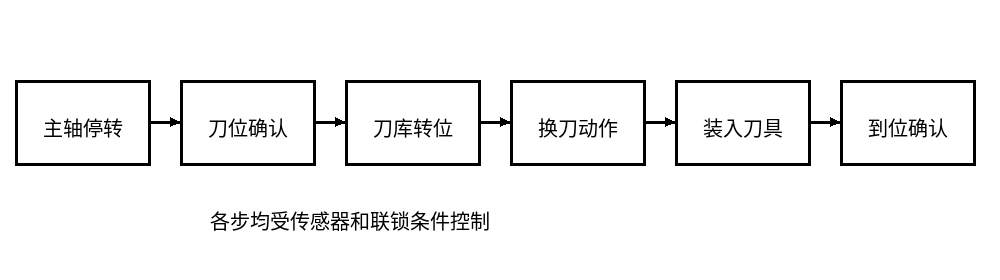 主轴停转
刀位确认
刀库转位
换刀动作
装入刀具
到位确认
各步均受传感器和联锁条件控制